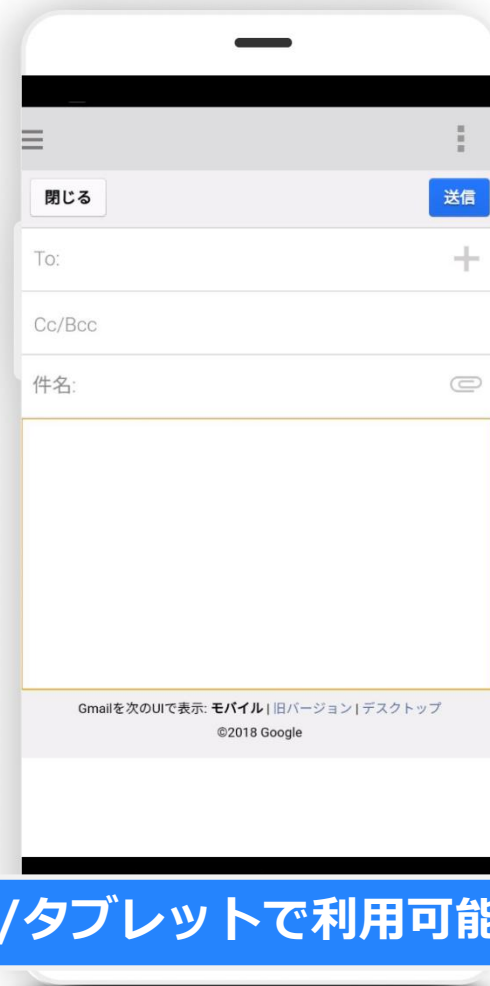 閉じる 送信
To:
Cc/Bcc
件名:
Gmailを次のUIで表示: モバイル | 旧バージョン | デスクトップ
©2018 Google
/タブレットで利用可能